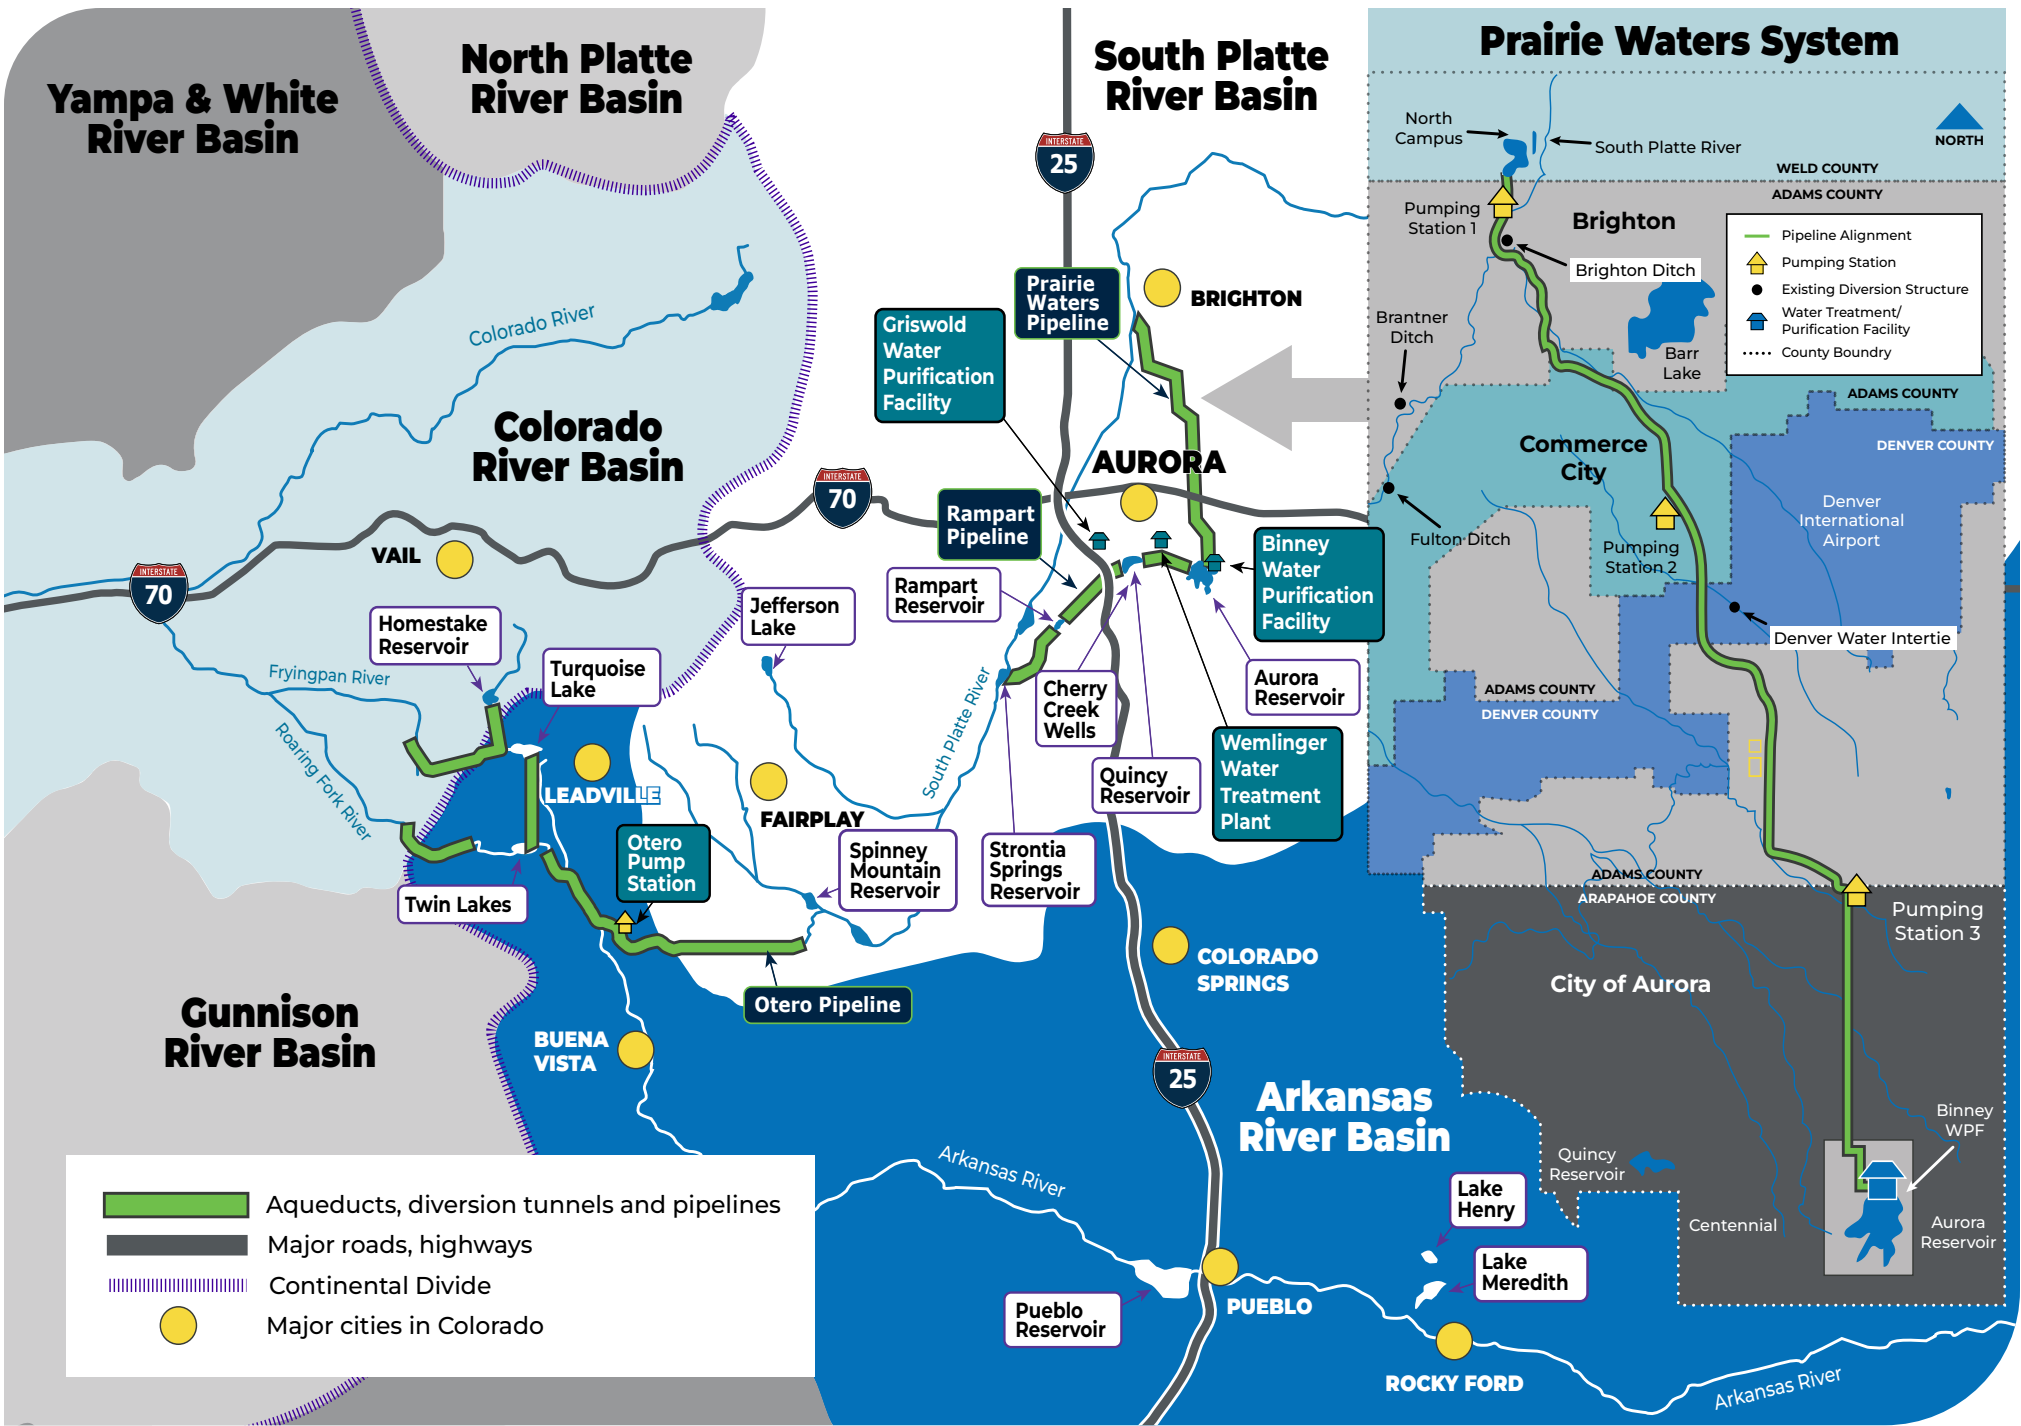 Yampa & White
River Basin
North Platte
River Basin
South Platte
River Basin
INTERSTATE
25
Colorado River
Colorado
River Basin
INTERSTATE
70
VAIL
INTERSTATE
70
Homestake
Reservoir
Fryingpan River
Roaring Fork River
Turquoise
Lake
Jefferson
Lake
LEADVILLE
FAIRPLAY
Twin Lakes
Otero
Pump
Station
Spinney
Mountain
Reservoir
Otero Pipeline
South Platte River
Strontia
Springs
Reservoir
Prairie
Waters
Pipeline
BRIGHTON
Griswold
Water
Purification
Facility
AURORA
Rampart
Pipeline
Rampart
Reservoir
Binney
Water
Purification
Facility
Cherry
Creek
Wells
Aurora
Reservoir
Quincy
Reservoir
Wemlinger
Water
Treatment
Plant
COLORADO
SPRINGS
Gunnison
River Basin
BUENA
VISTA
INTERSTATE
25
Arkansas
River Basin
Arkansas River
Pueblo
Reservoir
PUEBLO
Lake
Henry
Lake
Meredith
ROCKY FORD
Arkansas River
Aqueducts, diversion tunnels and pipelines
Major roads, highways
Continental Divide
Major cities in Colorado
Prairie Waters System
North
Campus
South Platte River
NORTH
WELD COUNTY
ADAMS COUNTY
Pumping
Station 1
Brighton
Brighton Ditch
Pipeline Alignment
Pumping Station
Existing Diversion Structure
Water Treatment/
Purification Facility
County Boundry
Brantner
Ditch
Barr
Lake
ADAMS COUNTY
DENVER COUNTY
Commerce
City
Denver
International
Airport
Fulton Ditch
Pumping
Station 2
Denver Water Intertie
ADAMS COUNTY
DENVER COUNTY
ADAMS COUNTY
ARAPAHOE COUNTY
Pumping
Station 3
City of Aurora
Binney
WPF
Quincy
Reservoir
Centennial
Aurora
Reservoir